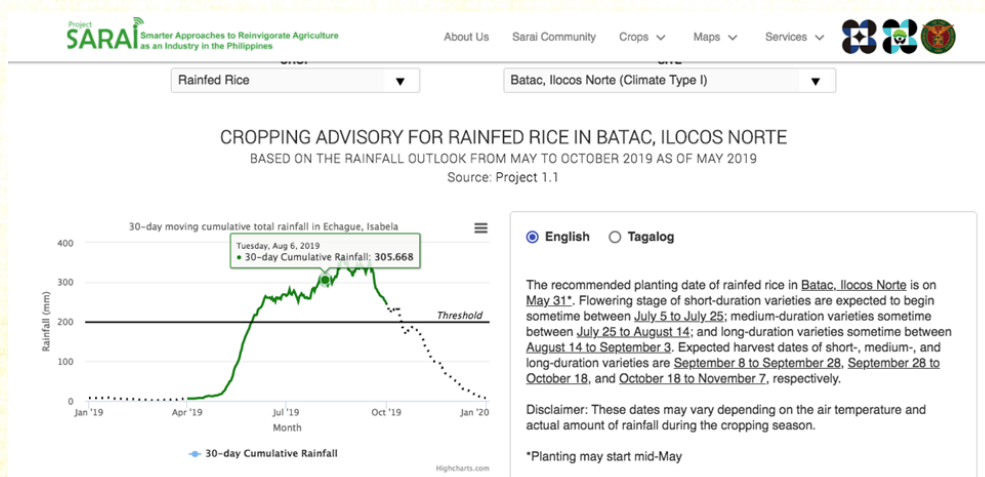 Project
SARAI Smarter Approaches to Reinvigorate Agriculture
as an Industry in the Philippines
About Us Sarai Community Crops Maps Services
Rainfed Rice
Batac, Ilocos Norte (Climate Type I)
CROPPING ADVISORY FOR RAINFED RICE IN BATAC, ILOCOS NORTE
BASED ON THE RAINFALL OUTLOOK FROM MAY TO OCTOBER 2019 AS OF MAY 2019
Source: Project 1.1
30-day moving cumulative total rainfall in Echague, Isabela
Tuesday, Aug 6, 2019
30-day Cumulative Rainfall: 305.668
Rainfall (mm)
400
300
200
100
0
Threshold
Jan '19 Apr '19 Jul '19 Oct '19 Jan '20
Month
30-day Cumulative Rainfall
Highcharts.com
English Tagalog
The recommended planting date of rainfed rice in Batac, Ilocos Norte is on
May 31*. Flowering stage of short-duration varieties are expected to begin
sometime between July 5 to July 25; medium-duration varieties sometime
between July 25 to August 14; and long-duration varieties sometime between
August 14 to September 3. Expected harvest dates of short-, medium-, and
long-duration varieties are September 8 to September 28, September 28 to
October 18, and October 18 to November 7, respectively.
Disclaimer: These dates may vary depending on the air temperature and
actual amount of rainfall during the cropping season.
*Planting may start mid-May